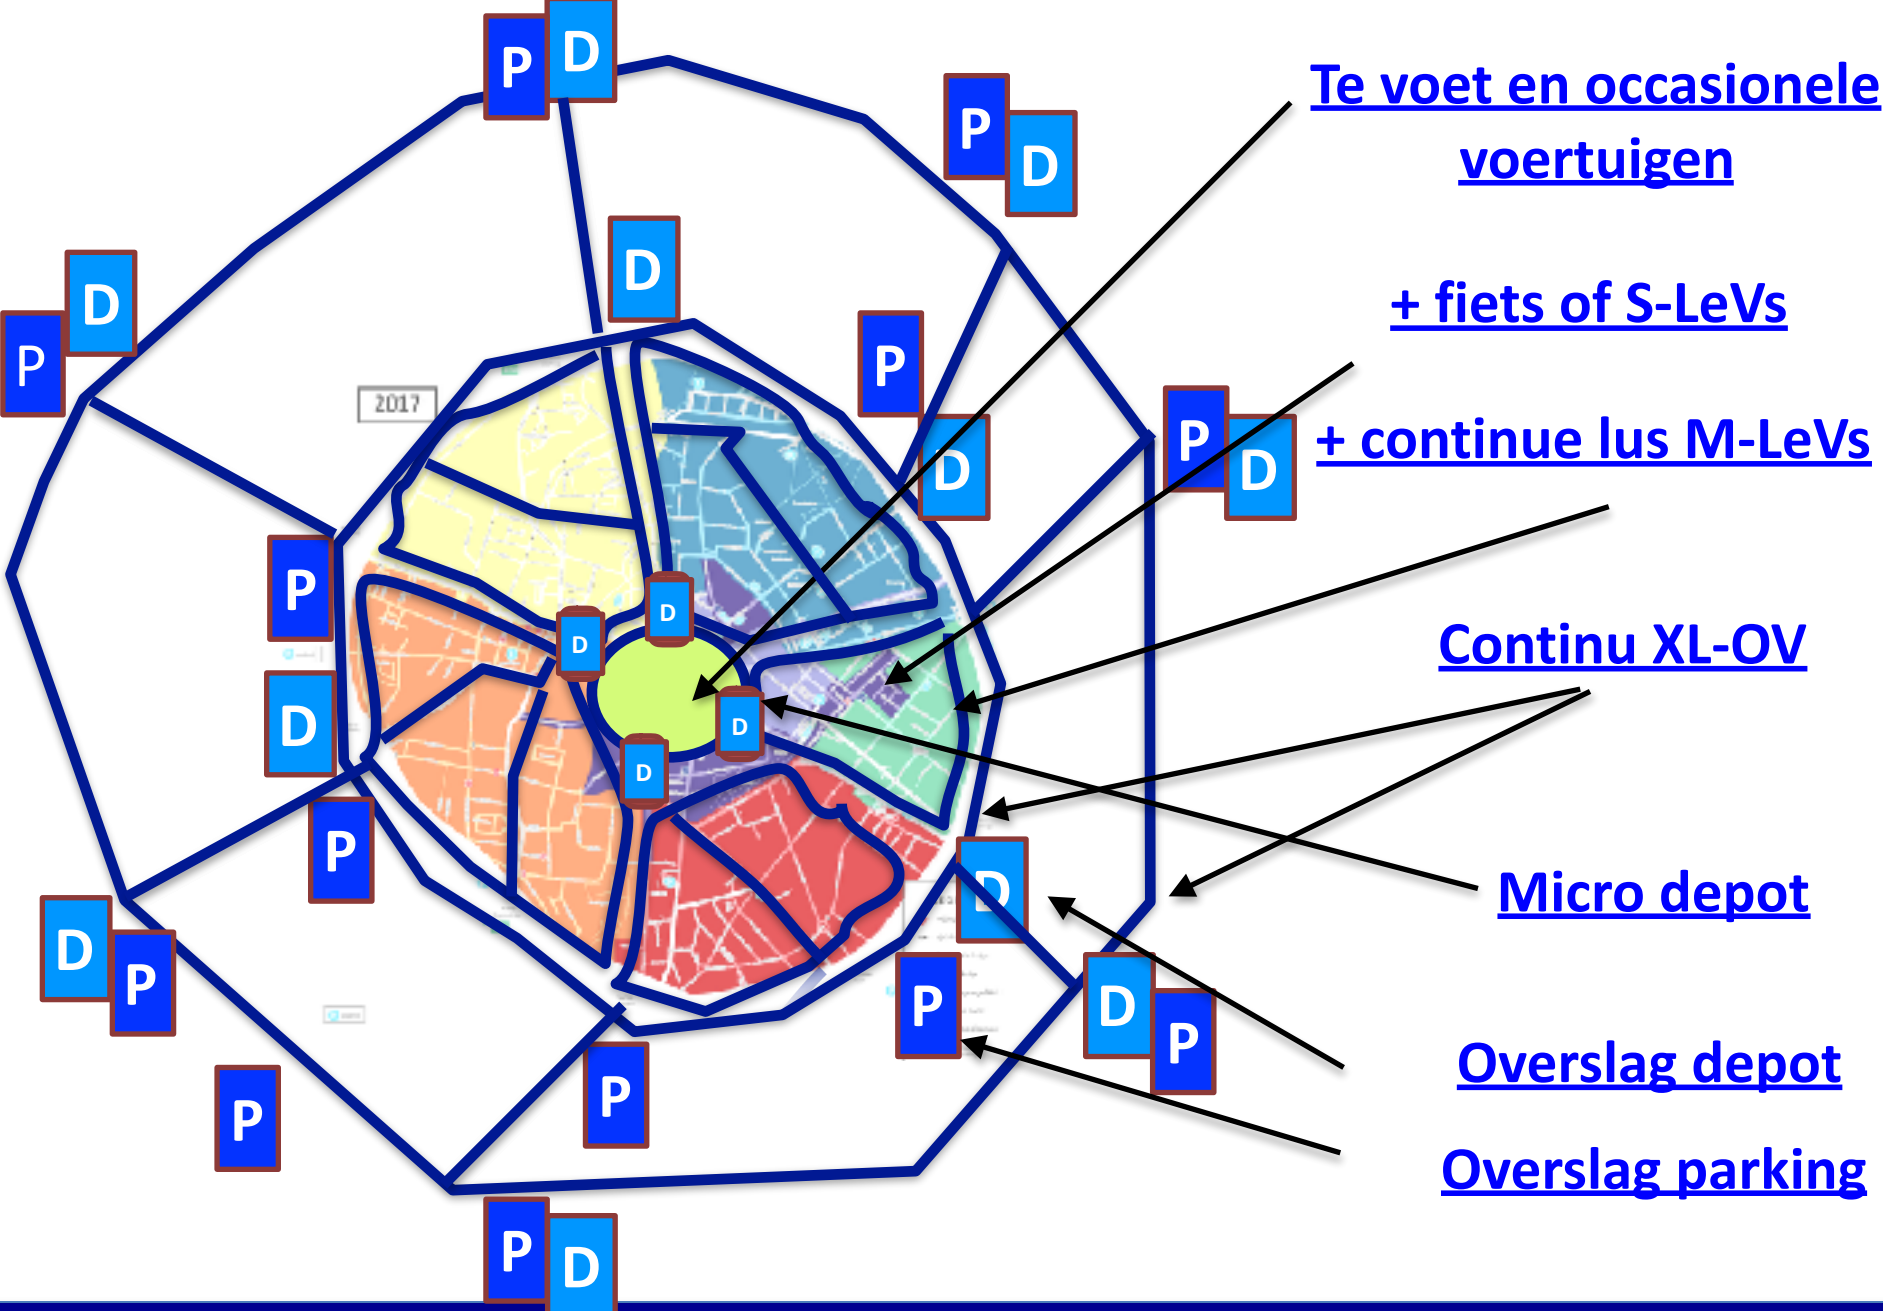 P D
P D
Te voet en occasionele
voertuigen
D
D
P
P
+ fiets of S-LeVs
2017
P D
D
+ continue lus M-LeVs
P
D
D
Continu XL-OV
D
D
D
P
D
Micro depot
D
P
P
D
P
Overslag depot
P
P
Overslag parking
P
D